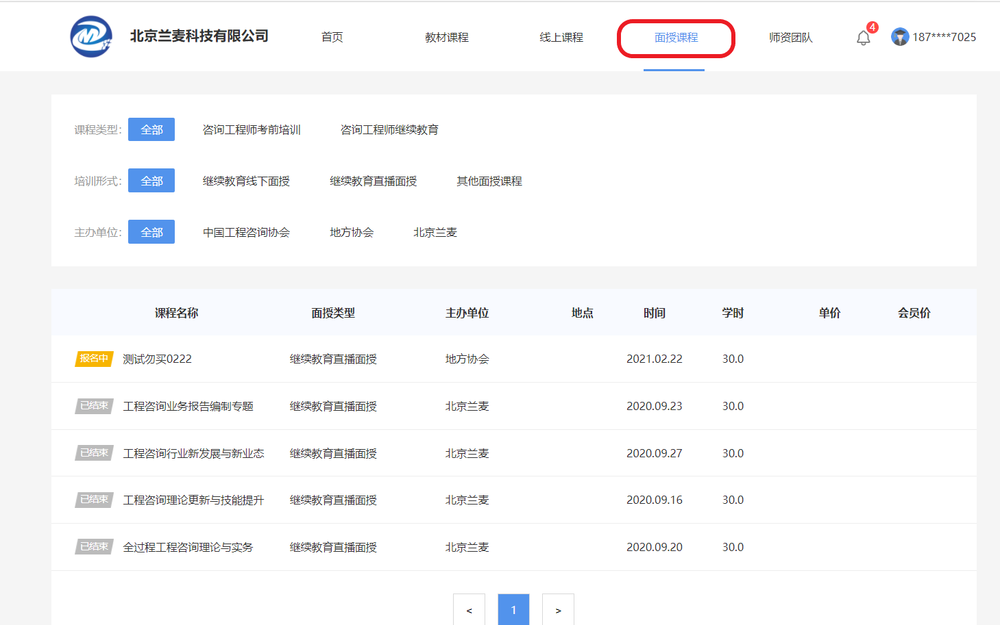 北京兰麦科技有限公司 首页 教材课程 线上课程 面授课程 师资团队 4 187****7025
课程类型: 全部 咨询工程师考前培训 咨询工程师继续教育
培训形式: 全部 继续教育线下面授 继续教育直播面授 其他面授课程
主办单位: 全部 中国工程咨询协会 地方协会 北京兰麦
课程名称 面授类型 主办单位 地点 时间 学时 单价 会员价
报名中 测试勿买0222 继续教育直播面授 地方协会 2021.02.22 30.0
已结束 工程咨询业务报告编制专题 继续教育直播面授 北京兰麦 2020.09.23 30.0
已结束 工程咨询行业新发展与新业态 继续教育直播面授 北京兰麦 2020.09.27 30.0
已结束 工程咨询理论更新与技能提升 继续教育直播面授 北京兰麦 2020.09.16 30.0
已结束 全过程工程咨询理论与实务 继续教育直播面授 北京兰麦 2020.09.20 30.0
< 1 >